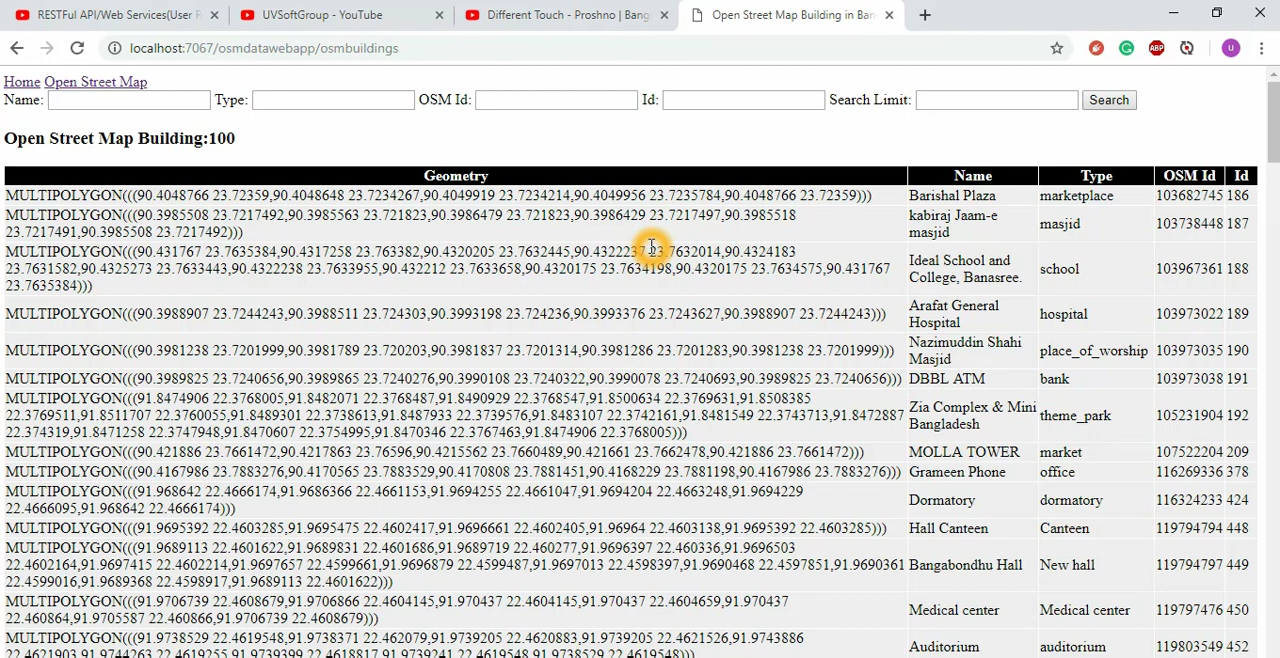 RESTFul API/Web Services(User R
UVSoftGroup - YouTube
Different Touch - Proshno | Bang
Open Street Map Building in Ban
localhost:7067/osmdatawebapp/osmbuildings
ABP
U
Home Open Street Map
Name: Type: OSM Id: Id: Search Limit: Search
Open Street Map Building:100
Geometry Name Type OSM Id Id
MULTIPOLYGON(((90.4048766 23.72359,90.4048648 23.7234267,90.4049919 23.7234214,90.4049956 23.7235784,90.4048766 23.72359))) Barishal Plaza marketplace 103682745 186
MULTIPOLYGON(((90.3985508 23.7217492,90.3985563 23.721823,90.3986479 23.721823,90.3986429 23.7217497,90.3985518
23.7217491,90.3985508 23.7217492)))
kabiraj Jaam-e
masjid
masjid 103738448 187
MULTIPOLYGON(((90.431767 23.7635384,90.4317258 23.763382,90.4320205 23.7632445,90.4322237 23.7632014,90.4324183
23.7631582,90.4325273 23.7633443,90.4322238 23.7633955,90.432212 23.7633658,90.4320175 23.7634198,90.4320175 23.7634575,90.431767
23.7635384)))
Ideal School and
College, Banasree.
school 103967361 188
MULTIPOLYGON(((90.3988907 23.7244243,90.3988511 23.724303,90.3993198 23.724236,90.3993376 23.7243627,90.3988907 23.7244243)))
Arafat General
Hospital
hospital 103973022 189
MULTIPOLYGON(((90.3981238 23.7201999,90.3981789 23.720203,90.3981837 23.7201314,90.3981286 23.7201283,90.3981238 23.7201999)))
Nazimuddin Shahi
Masjid
place_of_worship 103973035 190
MULTIPOLYGON(((90.3989825 23.7240656,90.3989865 23.7240276,90.3990108 23.7240322,90.3990078 23.7240693,90.3989825 23.7240656))) DBBL ATM bank 103973038 191
MULTIPOLYGON(((91.8474906 22.3768005,91.8482071 22.3768487,91.8490929 22.3768547,91.8500634 22.3769631,91.8508385
22.3769511,91.8511707 22.3760055,91.8489301 22.3738613,91.8487933 22.3739576,91.8483107 22.3742161,91.8481549 22.3743713,91.8472887
22.374319,91.8471258 22.3747948,91.8470607 22.3754995,91.8470346 22.3767463,91.8474906 22.3768005)))
Zia Complex & Mini
Bangladesh
theme_park 105231904 192
MULTIPOLYGON(((90.421886 23.7661472,90.4217863 23.76596,90.4215562 23.7660489,90.421661 23.7662478,90.421886 23.7661472))) MOLLA TOWER market 107522204 209
MULTIPOLYGON(((90.4167986 23.7883276,90.4170565 23.7883529,90.4170808 23.7881451,90.4168229 23.7881198,90.4167986 23.7883276))) Grameen Phone office 116269336 378
MULTIPOLYGON(((91.968642 22.4666174,91.9686366 22.4661153,91.9694255 22.4661047,91.9694204 22.4663248,91.9694229
22.4666095,91.968642 22.4666174)))
Dormatory dormatory 116324233 424
MULTIPOLYGON(((91.9695392 22.4603285,91.9695475 22.4602417,91.9696661 22.4602405,91.96964 22.4603138,91.9695392 22.4603285))) Hall Canteen Canteen 119794794 448
MULTIPOLYGON(((91.9689113 22.4601622,91.9689831 22.4601686,91.9689719 22.460277,91.9696397 22.460336,91.9696503
22.4602164,91.9697415 22.4602214,91.9697657 22.4599661,91.9696879 22.4599487,91.9697013 22.4598397,91.9690468 22.4597851,91.9690361
22.4599016,91.9689368 22.4598917,91.9689113 22.4601622)))
Bangabondhu Hall New hall 119794797 449
MULTIPOLYGON(((91.9706739 22.4608679,91.9706866 22.4604145,91.970437 22.4604145,91.970437 22.4604659,91.970437
22.460864,91.9705587 22.460866,91.9706739 22.4608679)))
Medical center Medical center 119797476 450
MULTIPOLYGON(((91.9738529 22.4619548,91.9738371 22.462079,91.9739205 22.4620883,91.9739205 22.4621526,91.9743886
22.4621903,91.9744263 22.4619255,91.9739399 22.4618817,91.9739241 22.4619548,91.9738529 22.4619548)))
Auditorium auditorium 119803549 452